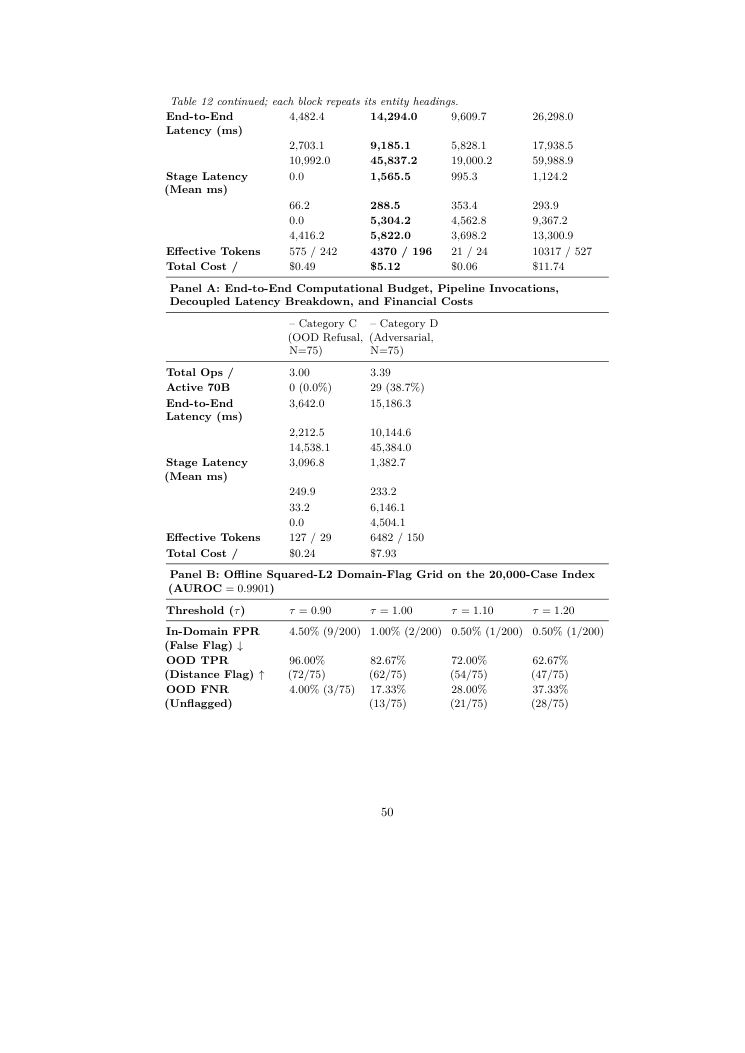 Table 12 continued; each block repeats its entity headings.
End-to-End 4,482.4 14,294.0 9,609.7 26,298.0
Latency (ms)
2,703.1 9,185.1 5,828.1 17,938.5
10,992.0 45,837.2 19,000.2 59,988.9
Stage Latency 0.0 1,565.5 995.3 1,124.2
(Mean ms)
66.2 288.5 353.4 293.9
0.0 5,304.2 4,562.8 9,367.2
4,416.2 5,822.0 3,698.2 13,300.9
Effective Tokens 575 / 242 4370 / 196 21 / 24 10317 / 527
Total Cost / $0.49 $5.12 $0.06 $11.74
Panel A: End-to-End Computational Budget, Pipeline Invocations,
Decoupled Latency Breakdown, and Financial Costs
– Category C – Category D
(OOD Refusal, (Adversarial,
N=75) N=75)
Total Ops / 3.00 3.39
Active 70B 0 (0.0%) 29 (38.7%)
End-to-End 3,642.0 15,186.3
Latency (ms)
2,212.5 10,144.6
14,538.1 45,384.0
Stage Latency 3,096.8 1,382.7
(Mean ms)
249.9 233.2
33.2 6,146.1
0.0 4,504.1
Effective Tokens 127 / 29 6482 / 150
Total Cost / $0.24 $7.93
Panel B: Offline Squared-L2 Domain-Flag Grid on the 20,000-Case Index
(AUROC = 0.9901)
Threshold (τ) τ = 0.90 τ = 1.00 τ = 1.10 τ = 1.20
In-Domain FPR 4.50% (9/200) 1.00% (2/200) 0.50% (1/200) 0.50% (1/200)
(False Flag) ↓
OOD TPR 96.00% 82.67% 72.00% 62.67%
(Distance Flag) ↑ (72/75) (62/75) (54/75) (47/75)
OOD FNR 4.00% (3/75) 17.33% 28.00% 37.33%
(Unflagged) (13/75) (21/75) (28/75)
50